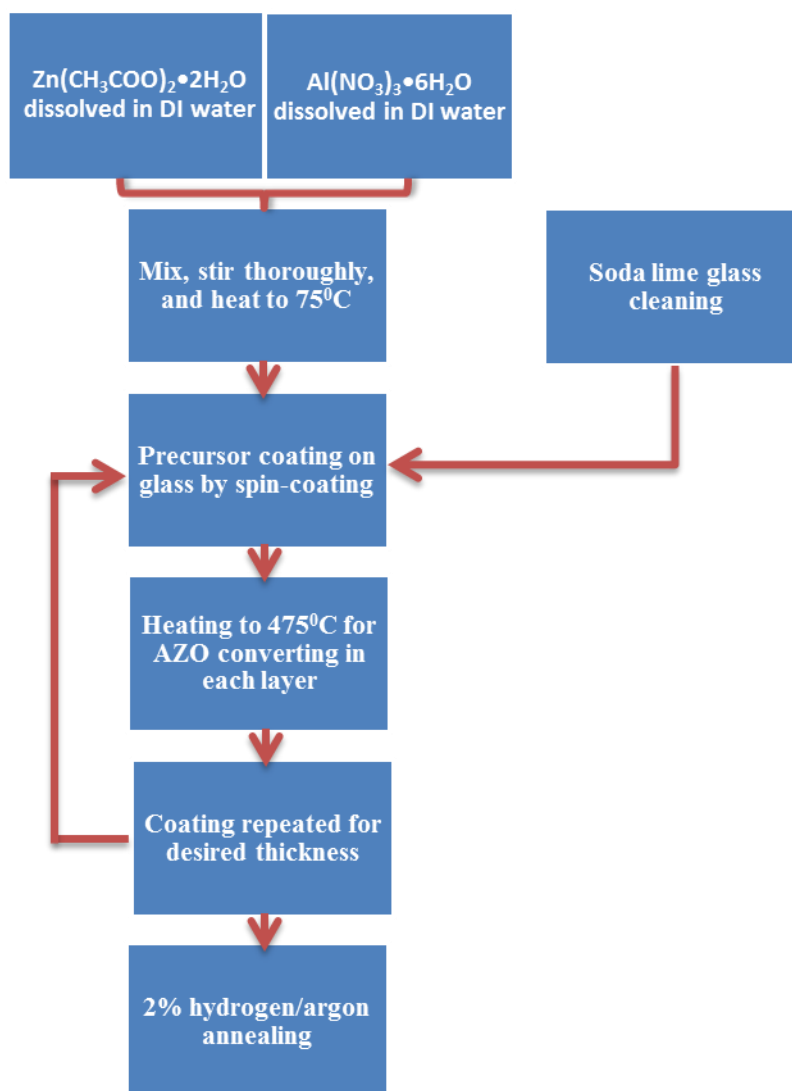 Zn(CH₃COO)₂•2H₂O
dissolved in DI water
Al(NO₃)₃•6H₂O
dissolved in DI water
Mix, stir thoroughly,
and heat to 75⁰C
Soda lime glass
cleaning
Precursor coating on
glass by spin-coating
Heating to 475⁰C for
AZO converting in
each layer
Coating repeated for
desired thickness
2% hydrogen/argon
annealing